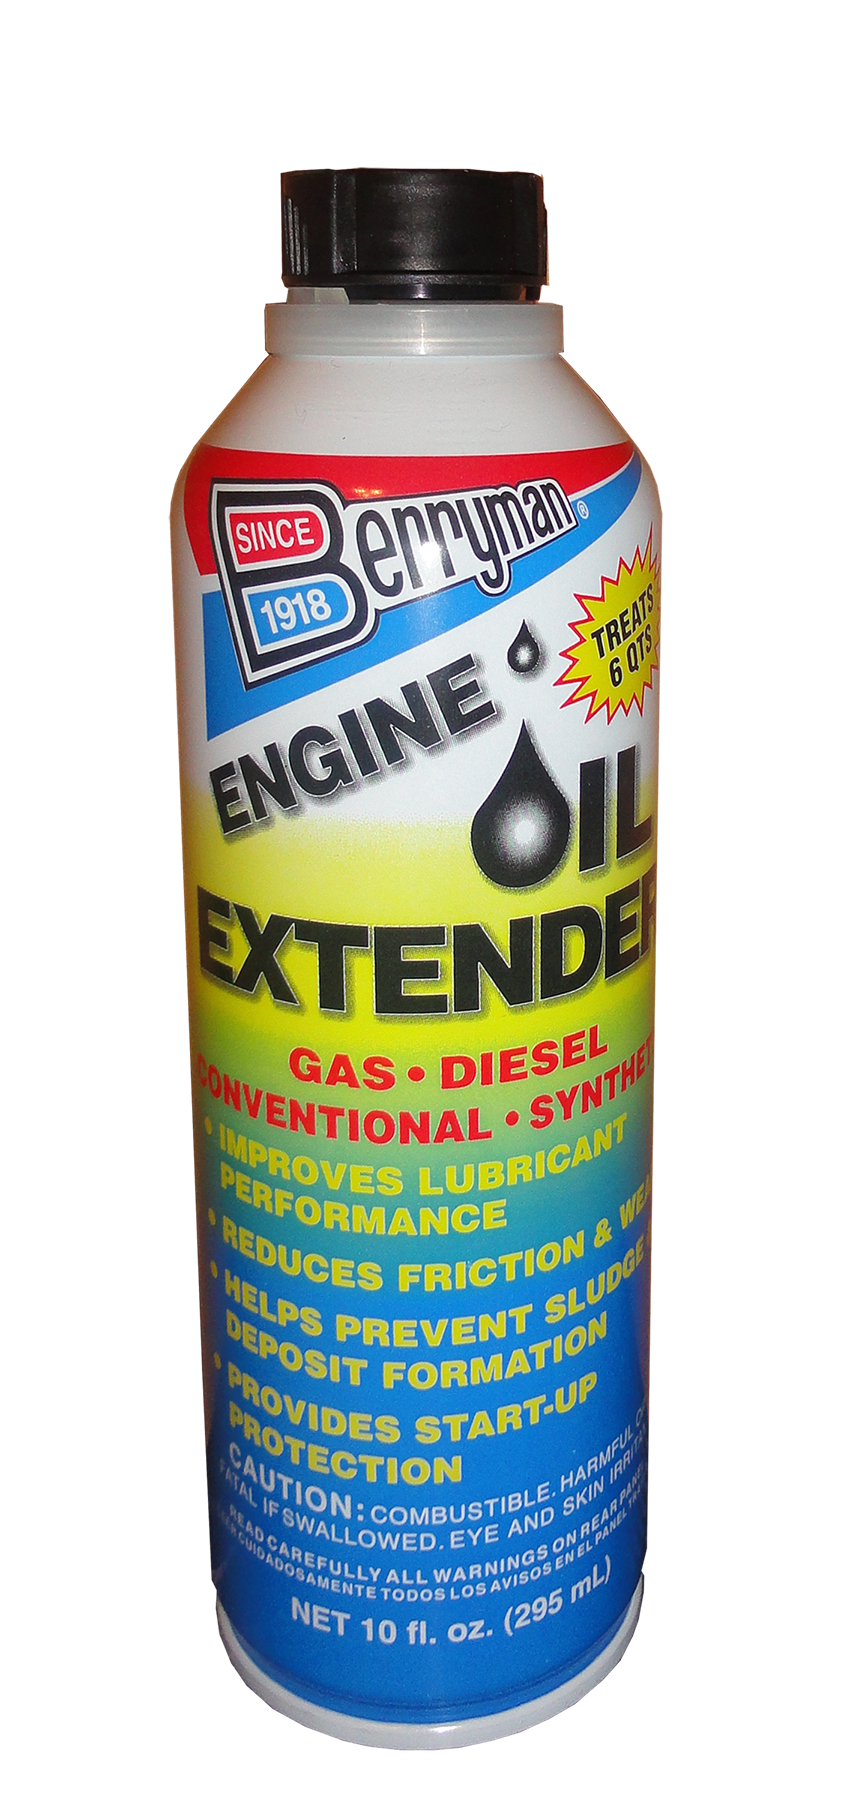 SINCE
1918
Berryman®
TREATS
6 QTS
ENGINE
OIL
EXTENDER
GAS • DIESEL
CONVENTIONAL • SYNTHET
• IMPROVES LUBRICANT
PERFORMANCE
• REDUCES FRICTION & WEA
• HELPS PREVENT SLUDGE
DEPOSIT FORMATION
• PROVIDES START-UP
PROTECTION
CAUTION: COMBUSTIBLE. HARMFUL O
FATAL IF SWALLOWED. EYE AND SKIN IRRITA
READ CAREFULLY ALL WARNINGS ON REAR PANE
CUIDADOSAMENTE TODOS LOS AVISOS EN EL PANEL
NET 10 fl. oz. (295 mL)